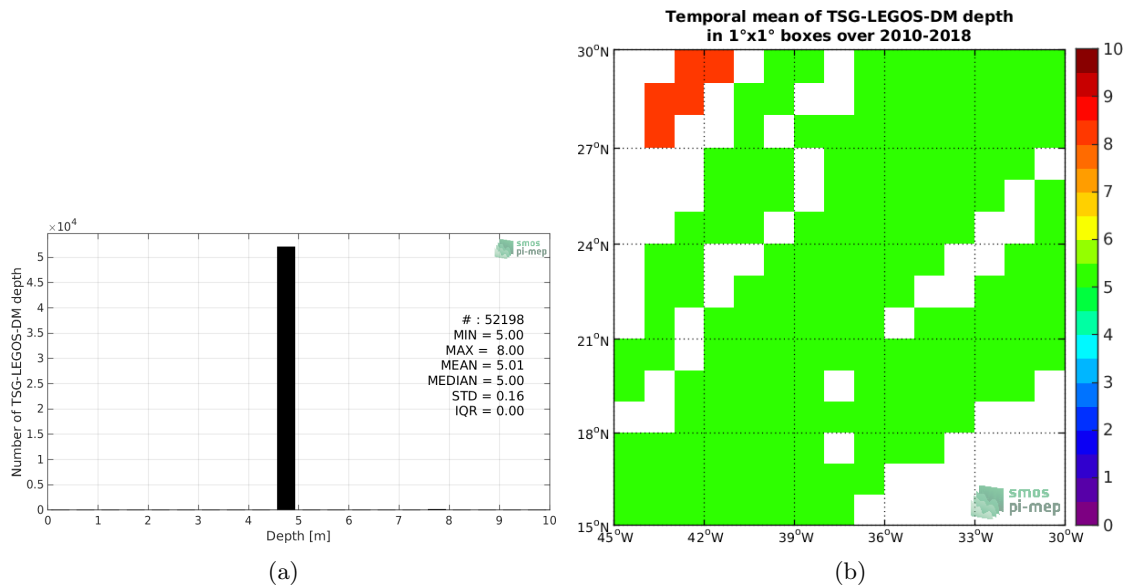 ×10⁴
5
4.5
4
3.5
3
2.5
2
1.5
1
0.5
0
Number of TSG-LEGOS-DM depth
smos
pi-mep
# : 52198
MIN = 5.00
MAX = 8.00
MEAN = 5.01
MEDIAN = 5.00
STD = 0.16
IQR = 0.00
0 1 2 3 4 5 6 7 8 9 10
Depth [m]
(a)
Temporal mean of TSG-LEGOS-DM depth
in 1°x1° boxes over 2010-2018
30°N
27°N
24°N
21°N
18°N
15°N
45°W 42°W 39°W 36°W 33°W 30°W
smos
pi-mep
10
9
8
7
6
5
4
3
2
1
0
(b)